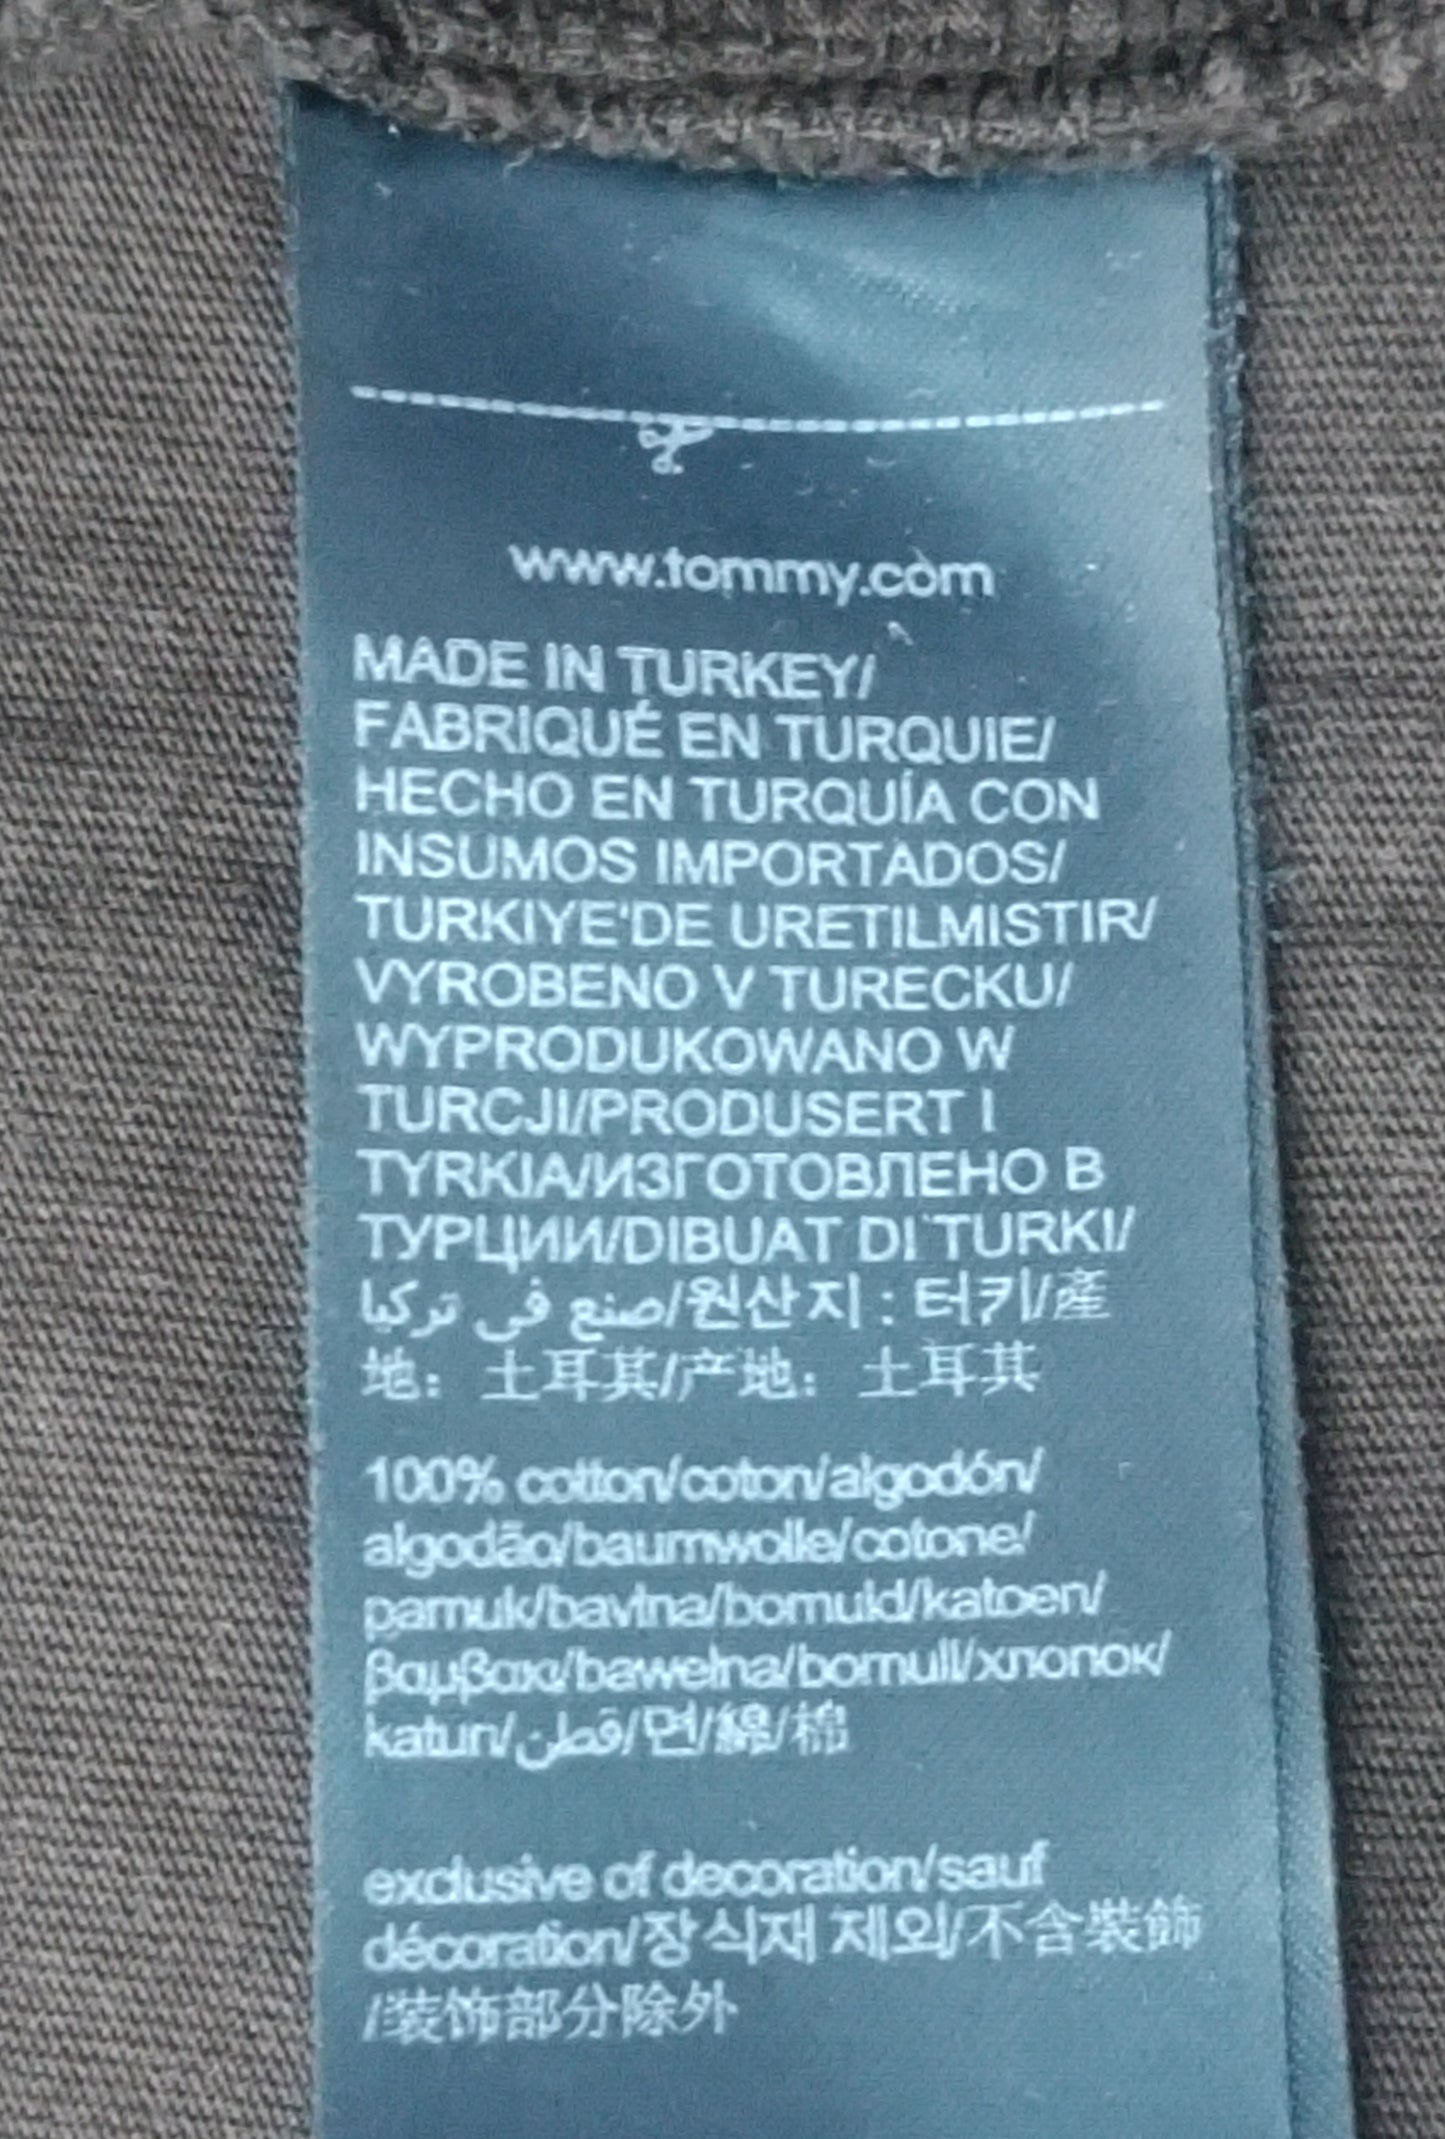 www.tommy.com
MADE IN TURKEY/
FABRIQUÉ EN TURQUIE/
HECHO EN TURQUÍA CON
INSUMOS IMPORTADOS/
TURKIYE'DE URETILMISTIR/
VYROBENO V TURECKU/
WYPRODUKOWANO W
TURCJI/PRODUSERT I
TYRKIA/ИЗГОТОВЛЕНО В
ТУРЦИИ/DIBUAT DI TURKI/
صنع في تركيا/원산지 : 터키/產
地：土耳其/产地：土耳其
100% cotton/coton/algodón/
algodão/baumwolle/cotone/
pamuk/bavlna/bomuld/katoen/
βαμβακι/bawełna/bomull/хлопок/
katun/قطن/면/綿/棉
exclusive of decoration/sauf
décoration/장식재 제외/不含裝飾
/装饰部分除外